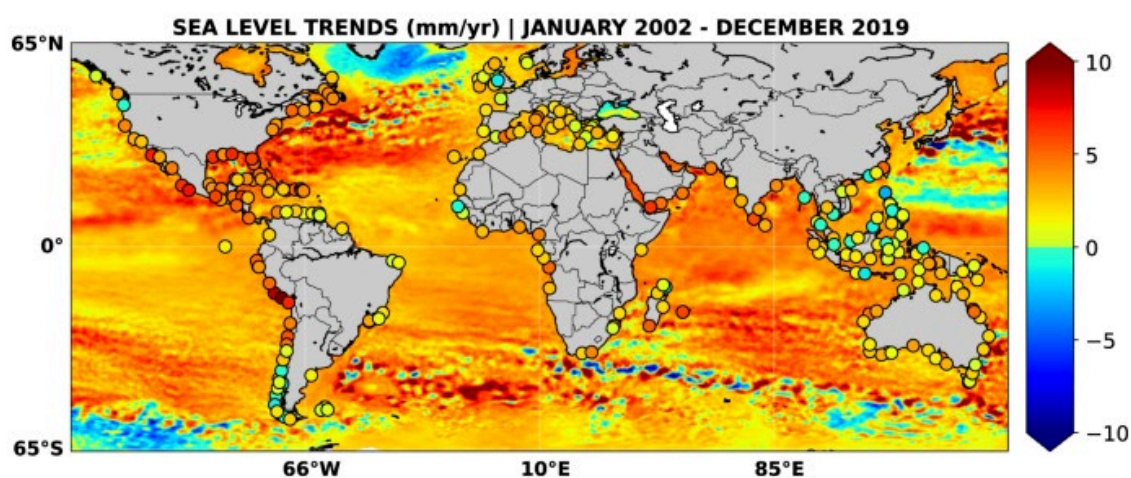 SEA LEVEL TRENDS (mm/yr) | JANUARY 2002 - DECEMBER 2019
65°N
0°
65°S
66°W
10°E
85°E
10
5
0
−5
−10